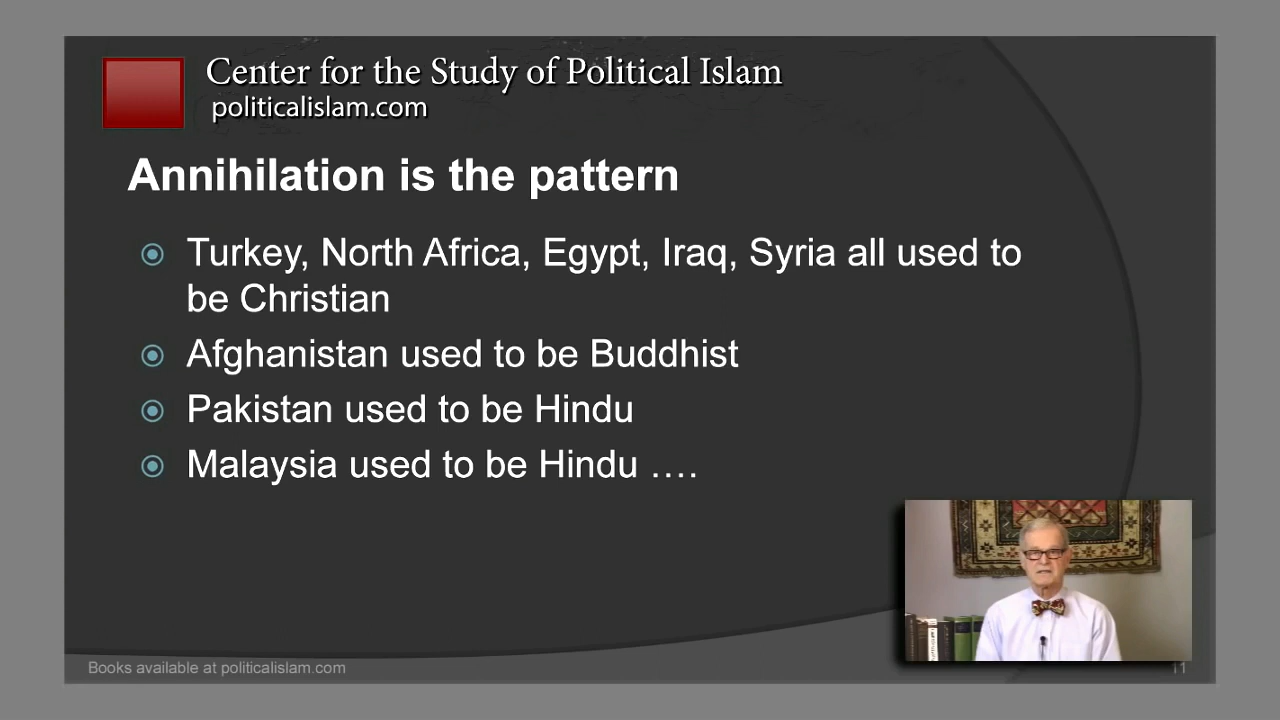 Center for the Study of Political Islam
politicalislam.com
Annihilation is the pattern
Turkey, North Africa, Egypt, Iraq, Syria all used to
be Christian
Afghanistan used to be Buddhist
Pakistan used to be Hindu
Malaysia used to be Hindu ….
Books available at politicalislam.com
11